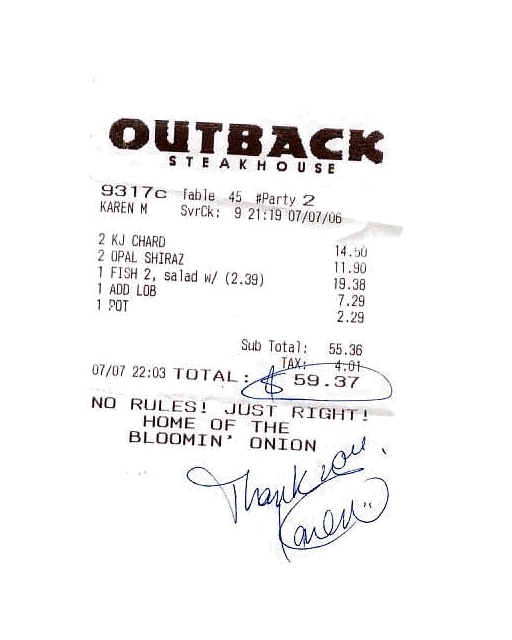 OUTBACK
STEAKHOUSE
9317c Table 45 #Party 2
KAREN M SvrCk: 9 21:19 07/07/06
2 KJ CHARD 14.50
2 OPAL SHIRAZ 11.90
1 FISH 2, salad w/ (2.39) 19.38
1 ADD LOB 7.29
1 POT 2.29
Sub Total: 55.36
TAX: 4.01
07/07 22:03 TOTAL: $ 59.37
NO RULES! JUST RIGHT!
HOME OF THE
BLOOMIN' ONION
Thank you.
Karen